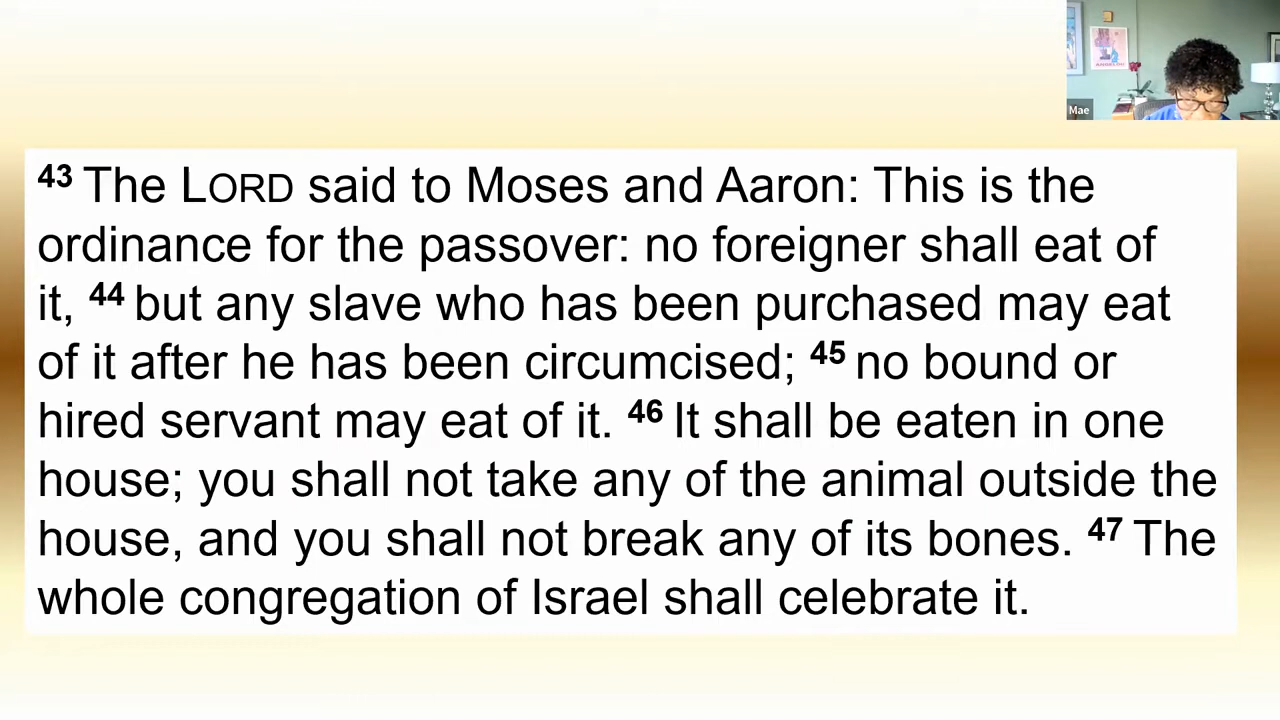 Mae
43 The LORD said to Moses and Aaron: This is the
ordinance for the passover: no foreigner shall eat of
it, 44 but any slave who has been purchased may eat
of it after he has been circumcised; 45 no bound or
hired servant may eat of it. 46 It shall be eaten in one
house; you shall not take any of the animal outside the
house, and you shall not break any of its bones. 47 The
whole congregation of Israel shall celebrate it.